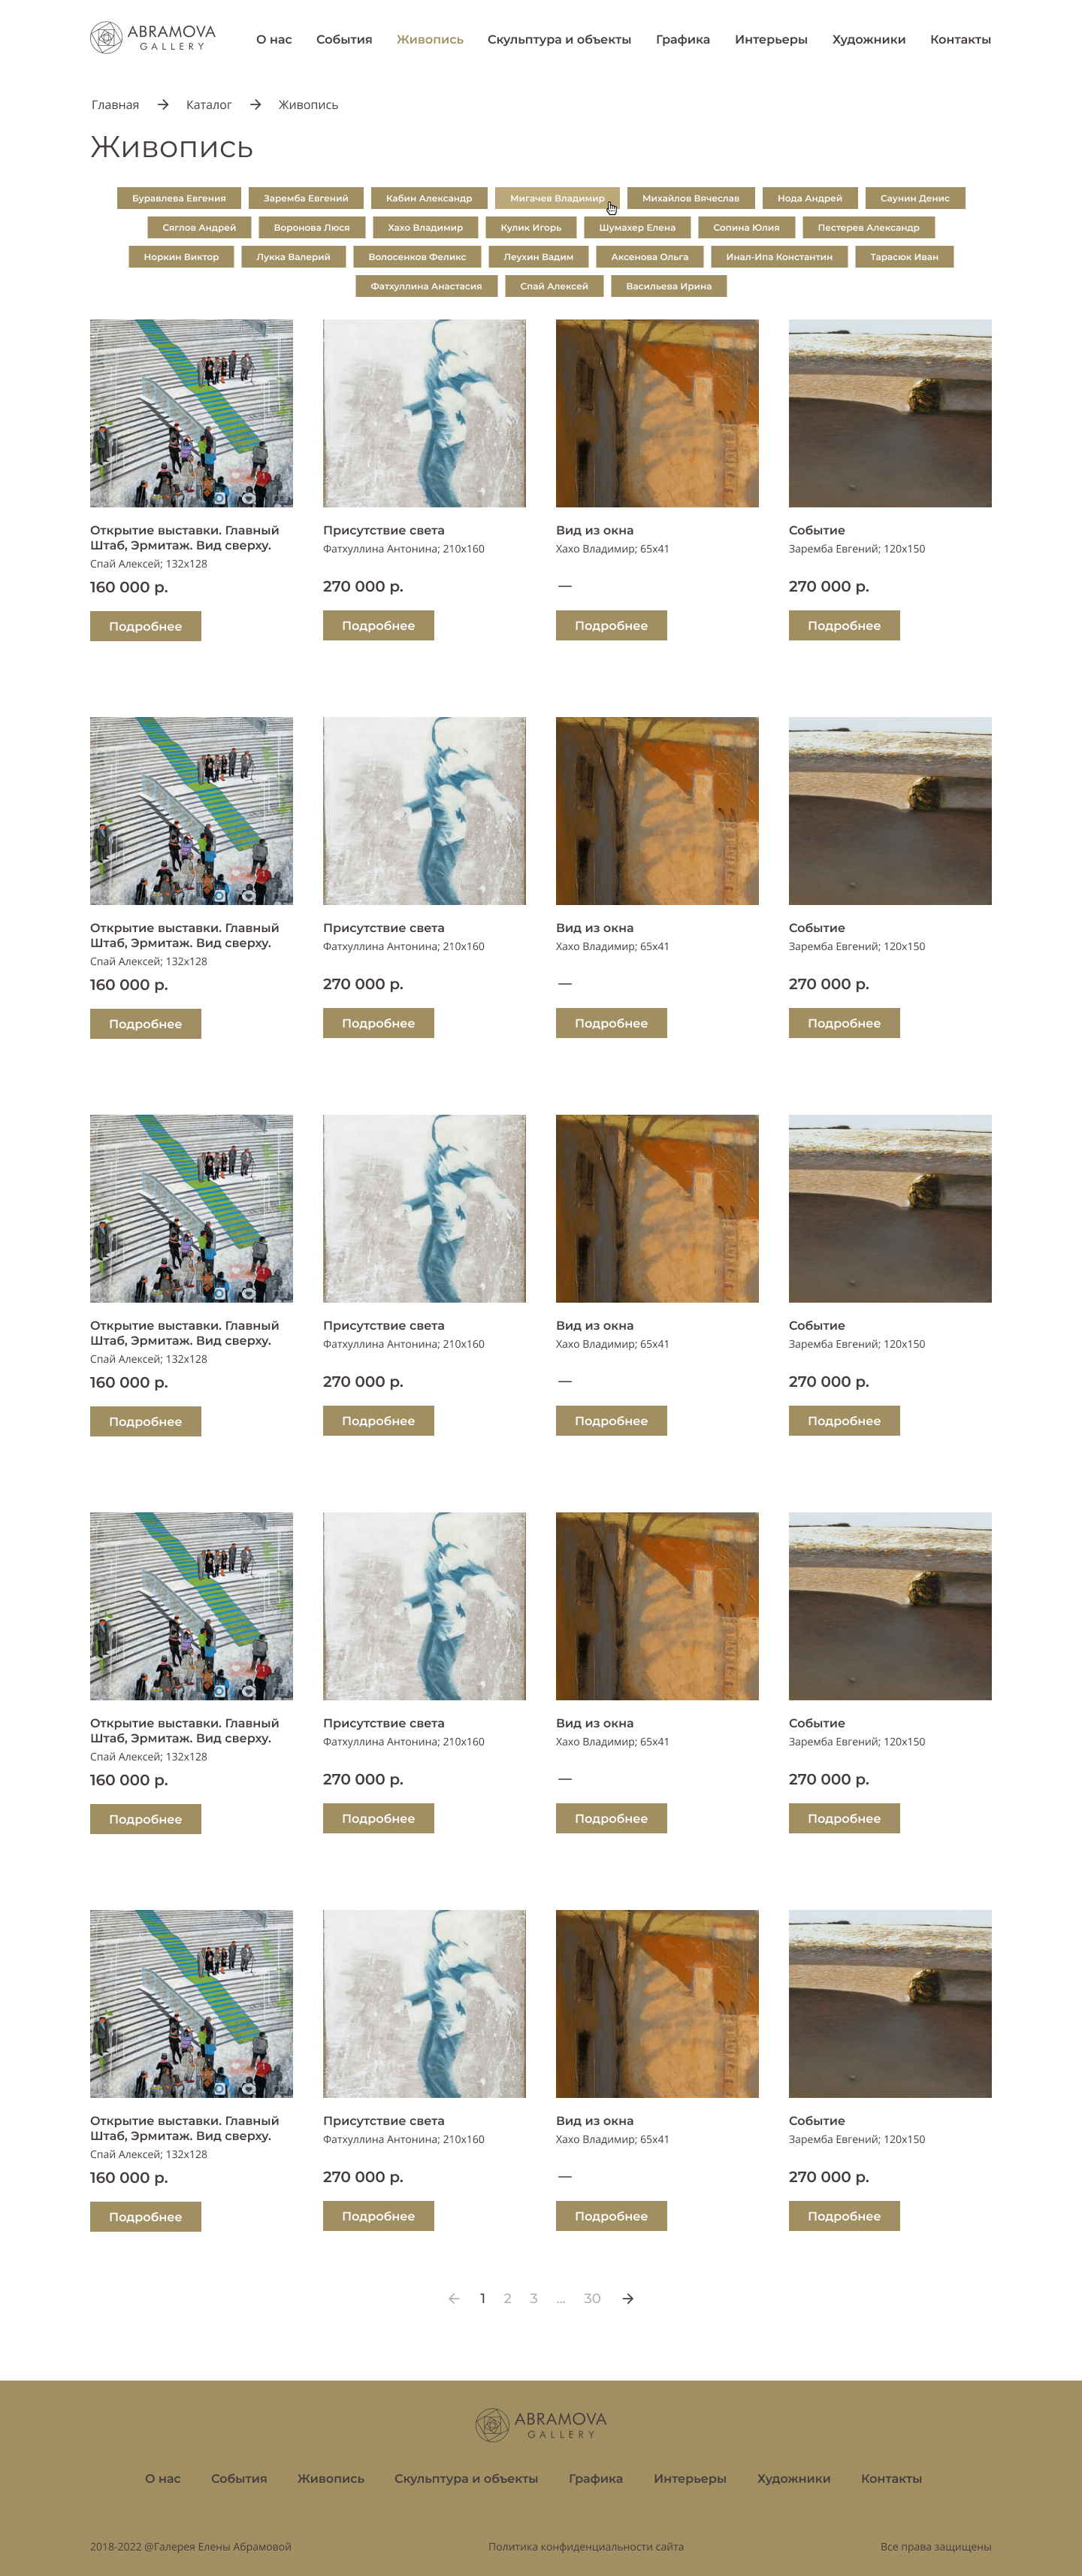 ABRAMOVA
GALLERY
О нас События Живопись Скульптура и объекты Графика Интерьеры Художники Контакты
Главная → Каталог → Живопись
Живопись
Буравлева Евгения Заремба Евгений Кабин Александр Мигачев Владимир Михайлов Вячеслав Нода Андрей Саунин Денис
Сяглов Андрей Воронова Люся Хахо Владимир Кулик Игорь Шумахер Елена Сопина Юлия Пестерев Александр
Норкин Виктор Лукка Валерий Волосенков Феликс Леухин Вадим Аксенова Ольга Инал-Ипа Константин Тарасюк Иван
Фатхуллина Анастасия Спай Алексей Васильева Ирина
Открытие выставки. Главный
Штаб, Эрмитаж. Вид сверху.
Спай Алексей; 132x128
160 000 р.
Подробнее
Присутствие света
Фатхуллина Антонина; 210x160
270 000 р.
Подробнее
Вид из окна
Хахо Владимир; 65x41
—
Подробнее
Событие
Заремба Евгений; 120x150
270 000 р.
Подробнее
Открытие выставки. Главный
Штаб, Эрмитаж. Вид сверху.
Спай Алексей; 132x128
160 000 р.
Подробнее
Присутствие света
Фатхуллина Антонина; 210x160
270 000 р.
Подробнее
Вид из окна
Хахо Владимир; 65x41
—
Подробнее
Событие
Заремба Евгений; 120x150
270 000 р.
Подробнее
Открытие выставки. Главный
Штаб, Эрмитаж. Вид сверху.
Спай Алексей; 132x128
160 000 р.
Подробнее
Присутствие света
Фатхуллина Антонина; 210x160
270 000 р.
Подробнее
Вид из окна
Хахо Владимир; 65x41
—
Подробнее
Событие
Заремба Евгений; 120x150
270 000 р.
Подробнее
Открытие выставки. Главный
Штаб, Эрмитаж. Вид сверху.
Спай Алексей; 132x128
160 000 р.
Подробнее
Присутствие света
Фатхуллина Антонина; 210x160
270 000 р.
Подробнее
Вид из окна
Хахо Владимир; 65x41
—
Подробнее
Событие
Заремба Евгений; 120x150
270 000 р.
Подробнее
Открытие выставки. Главный
Штаб, Эрмитаж. Вид сверху.
Спай Алексей; 132x128
160 000 р.
Подробнее
Присутствие света
Фатхуллина Антонина; 210x160
270 000 р.
Подробнее
Вид из окна
Хахо Владимир; 65x41
—
Подробнее
Событие
Заремба Евгений; 120x150
270 000 р.
Подробнее
← 1 2 3 ... 30 →
ABRAMOVA
GALLERY
О нас События Живопись Скульптура и объекты Графика Интерьеры Художники Контакты
2018-2022 @Галерея Елены Абрамовой Политика конфиденциальности сайта Все права защищены